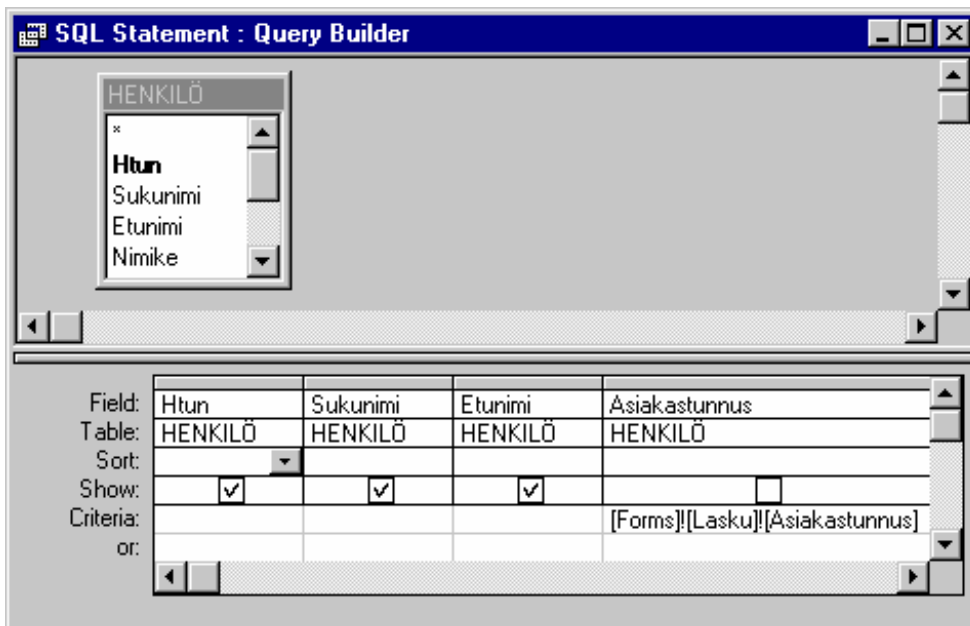 SQL Statement : Query Builder
HENKILÖ
*
Htun
Sukunimi
Etunimi
Nimike
Field: Htun Sukunimi Etunimi Asiakastunnus
Table: HENKILÖ HENKILÖ HENKILÖ HENKILÖ
Sort:
Show:
Criteria: [Forms]![Lasku]![Asiakastunnus]
or: